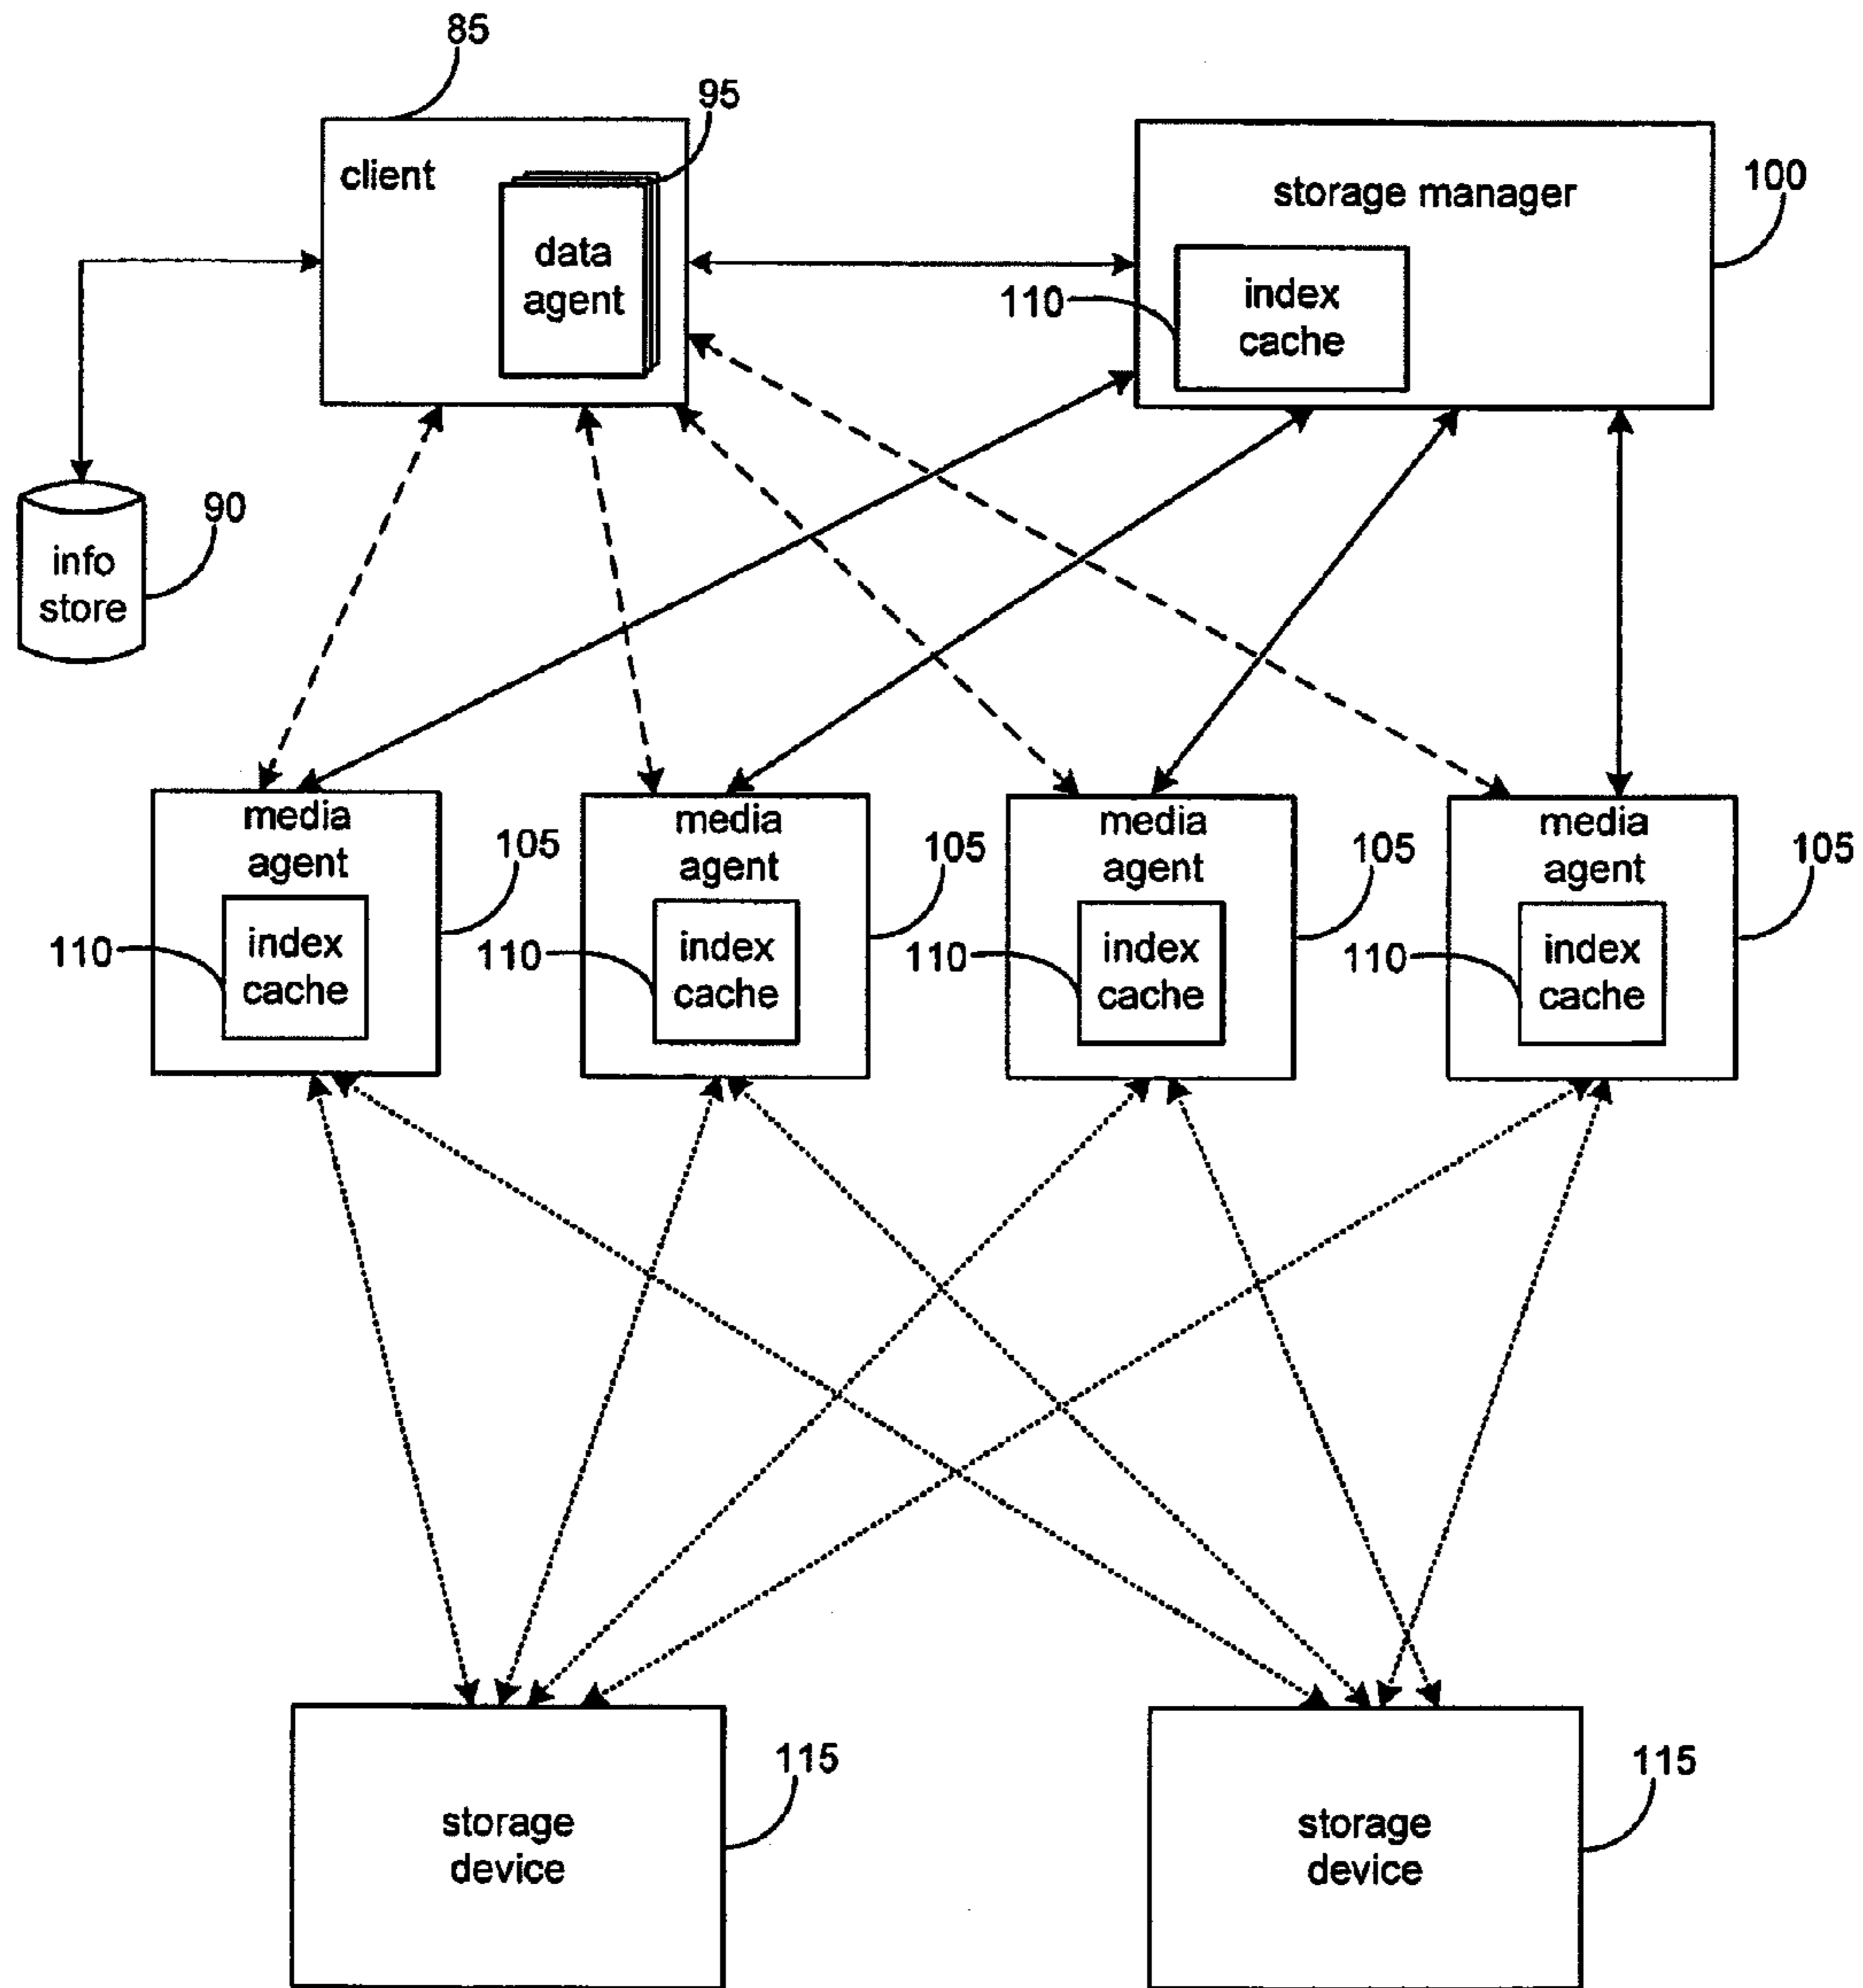 85
95
client
data
agent
storage manager
100
110
index
cache
90
info
store
media
agent
105
110
index
cache
media
agent
105
110
index
cache
media
agent
105
110
index
cache
media
agent
105
110
index
cache
storage
device
115
storage
device
115